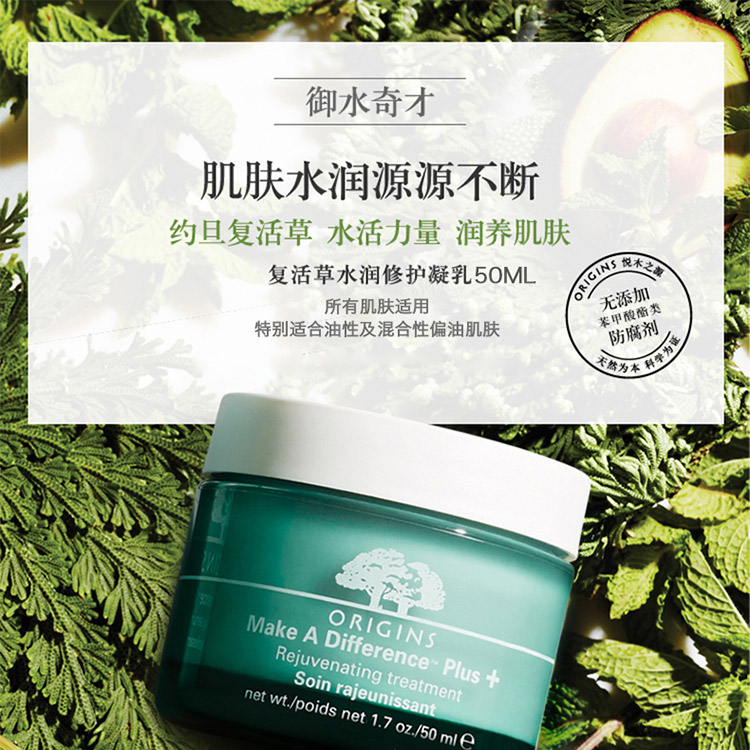 御水奇才
肌肤水润源源不断
约旦复活草 水活力量 润养肌肤
复活草水润修护凝乳50ML
所有肌肤适用
特别适合油性及混合性偏油肌肤
ORIGINS 悦木之源
无添加
苯甲酸酯类
防腐剂
天然为本 科学为证
ORIGINS
Make A Difference™ Plus+
Rejuvenating treatment
Soin rajeunissant
net wt./poids net 1.7 oz./50 ml e